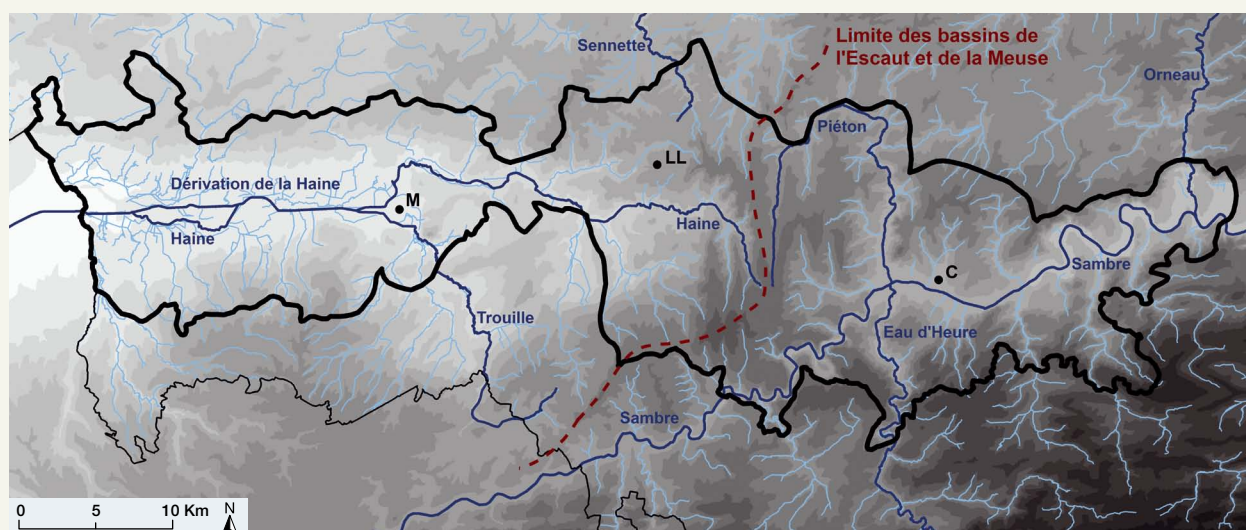 Sennette
Limite des bassins de
l'Escaut et de la Meuse
Orneau
Piéton
LL
Dérivation de la Haine
M
Haine
Haine
C
Sambre
Trouille
Eau d'Heure
Sambre
0 5 10 Km N